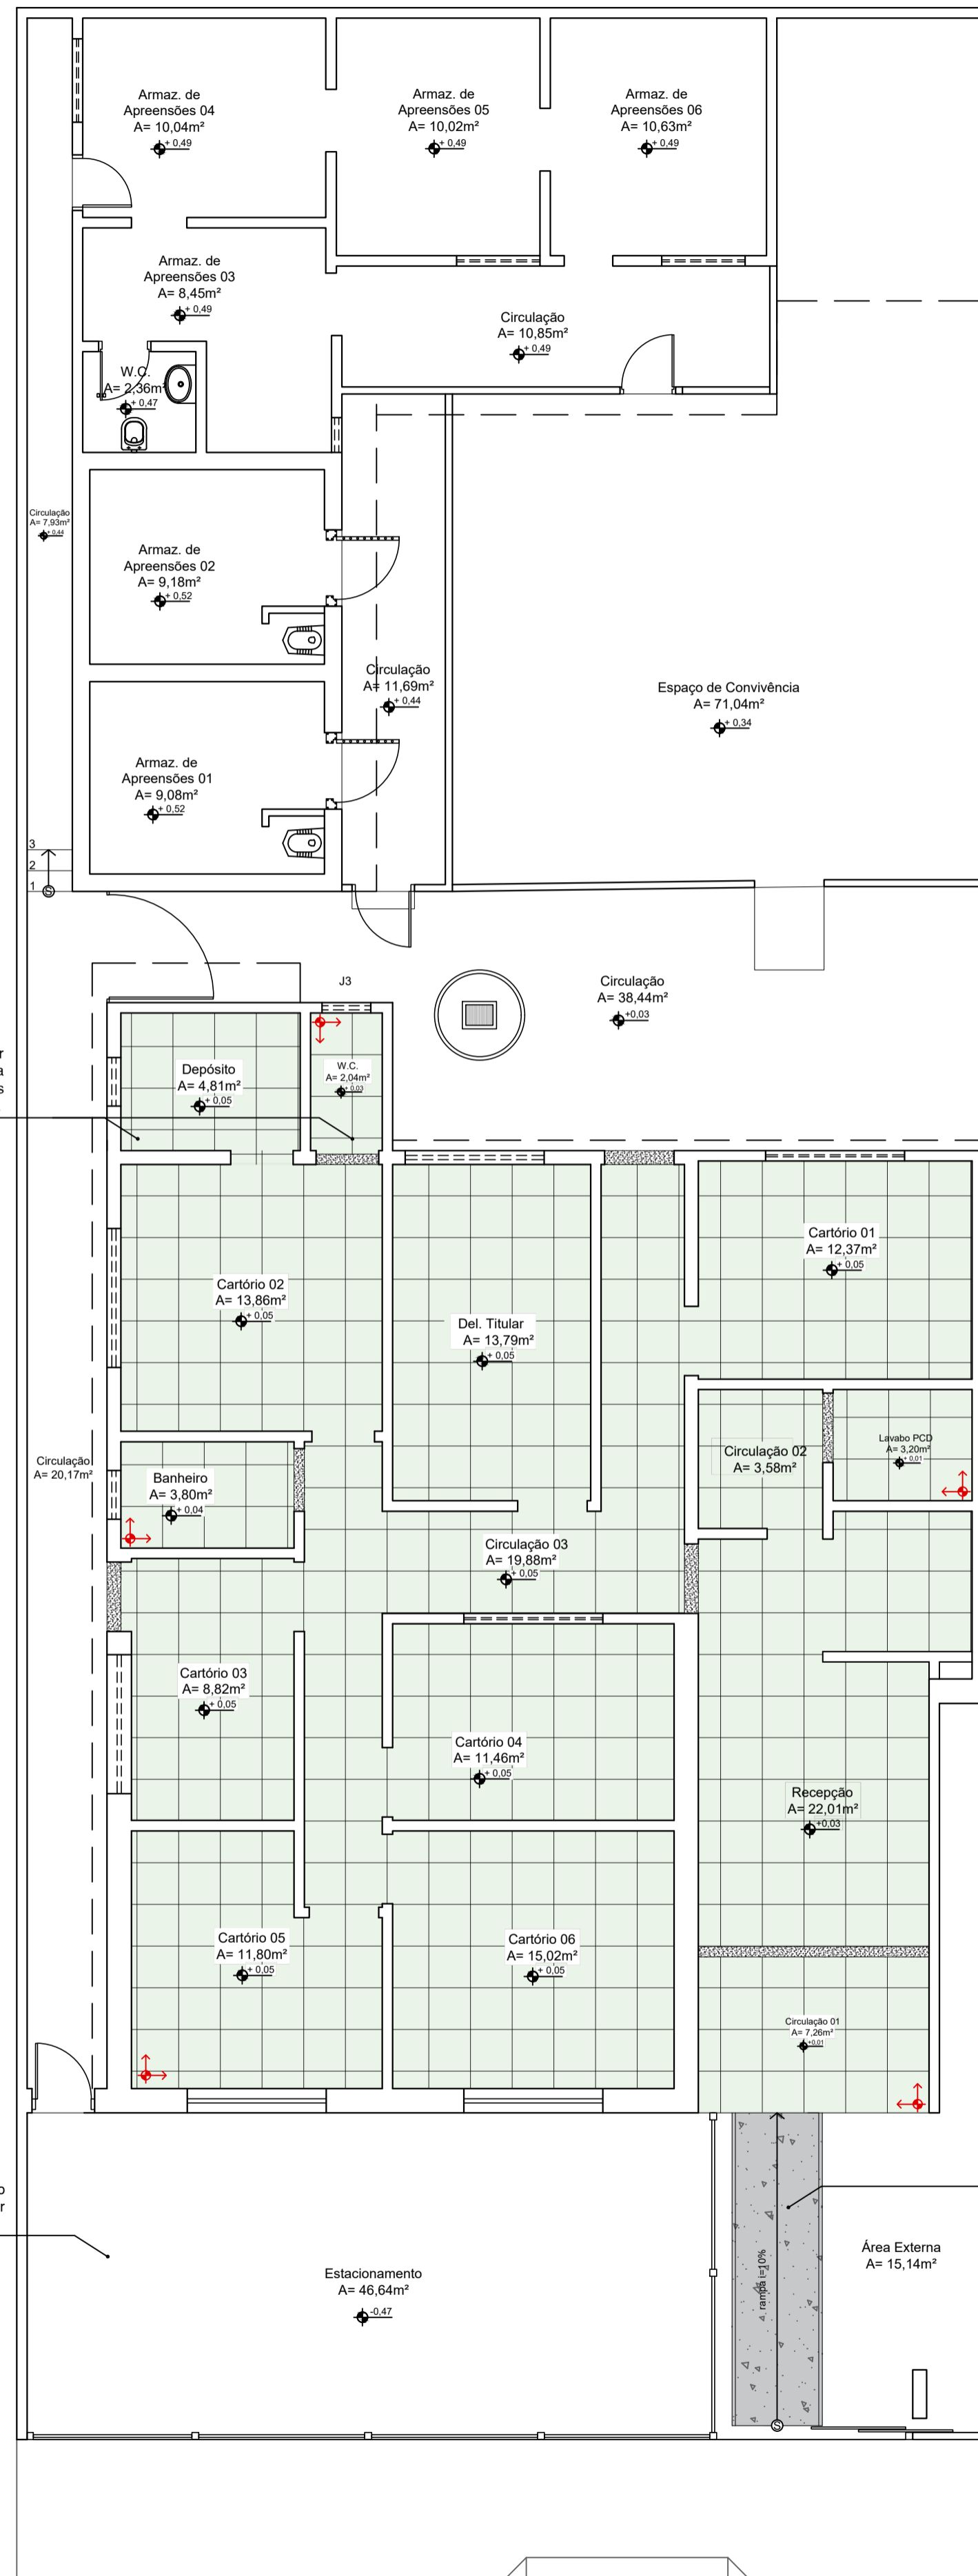 Armaz. de
Apreensões 04
A= 10,04m²
+ 0,49
Armaz. de
Apreensões 05
A= 10,02m²
+ 0,49
Armaz. de
Apreensões 06
A= 10,63m²
+ 0,49
Armaz. de
Apreensões 03
A= 8,45m²
+ 0,49
Circulação
A= 10,85m²
+ 0,49
W.C.
A= 2,36m²
+ 0,47
Circulação
A= 7,93m²
+ 0,44
Armaz. de
Apreensões 02
A= 9,18m²
+ 0,52
Circulação
A= 11,69m²
+ 0,44
Espaço de Convivência
A= 71,04m²
+ 0,34
Armaz. de
Apreensões 01
A= 9,08m²
+ 0,52
3
2
1
S
J3
Circulação
A= 38,44m²
+0,03
r
a
s
Depósito
A= 4,81m²
+ 0,05
W.C.
A= 2,04m²
+ 0,03
Cartório 01
A= 12,37m²
+ 0,05
Cartório 02
A= 13,86m²
+ 0,05
Del. Titular
A= 13,79m²
+ 0,05
Circulação
A= 20,17m²
Banheiro
A= 3,80m²
+ 0,04
Circulação 02
A= 3,58m²
Lavabo PCD
A= 3,20m²
+ 0,01
Circulação 03
A= 19,88m²
+ 0,05
Cartório 03
A= 8,82m²
+ 0,05
Cartório 04
A= 11,46m²
+ 0,05
Recepção
A= 22,01m²
+0,03
Cartório 05
A= 11,80m²
+ 0,05
Cartório 06
A= 15,02m²
+ 0,05
Circulação 01
A= 7,26m²
+0,01
o
r
Estacionamento
A= 46,64m²
-0,47
rampa i=10%
S
Área Externa
A= 15,14m²